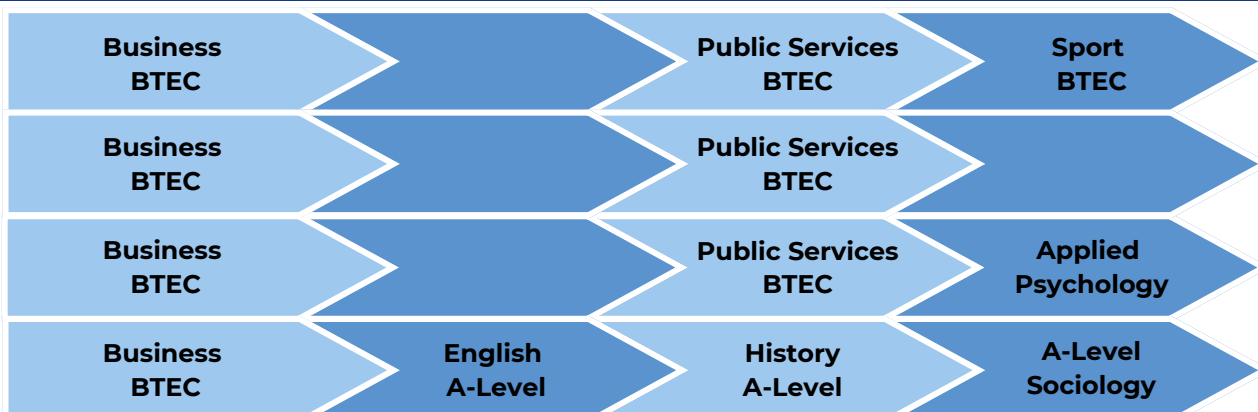 Business
BTEC
Public Services
BTEC
Sport
BTEC
Business
BTEC
Public Services
BTEC
Business
BTEC
Public Services
BTEC
Applied
Psychology
Business
BTEC
English
A-Level
History
A-Level
A-Level
Sociology